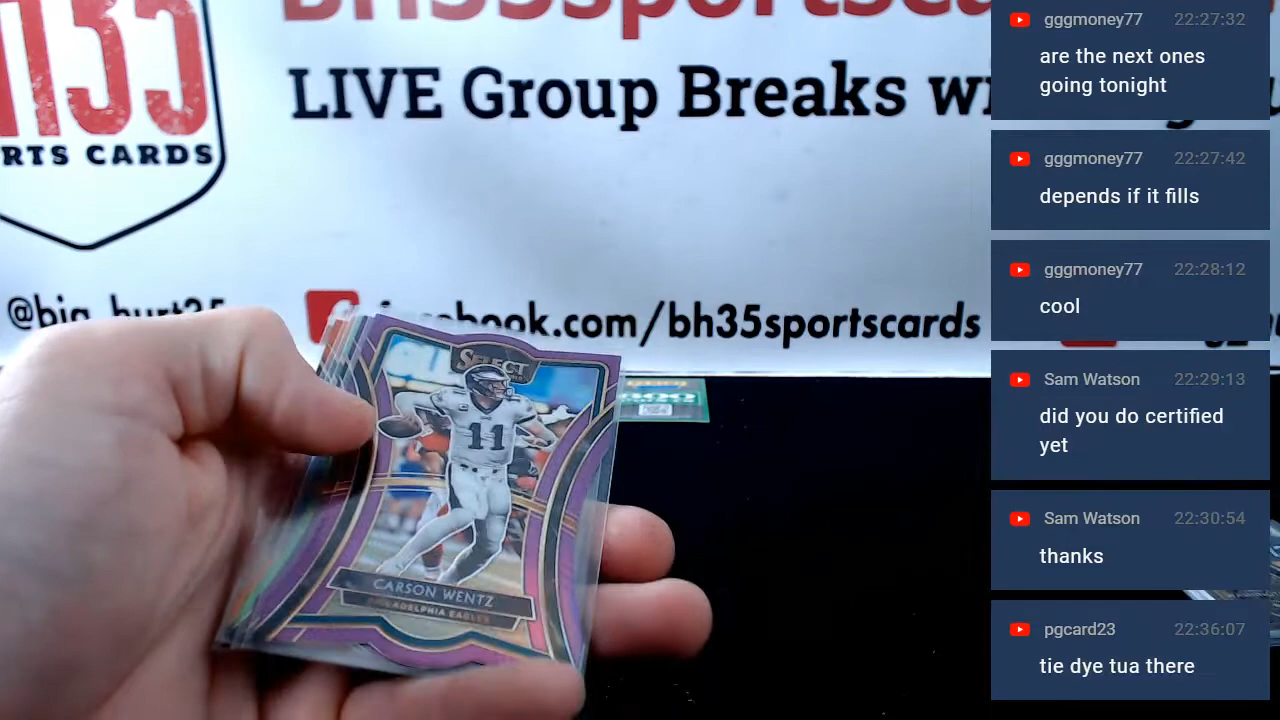 LIVE Group Breaks
RTS CARDS
facebook.com/bh35sportscards
SELECT
11
CARSON WENTZ
PHILADELPHIA EAGLES
gggmoney77 22:27:32
are the next ones
going tonight
gggmoney77 22:27:42
depends if it fills
gggmoney77 22:28:12
cool
Sam Watson 22:29:13
did you do certified
yet
Sam Watson 22:30:54
thanks
pgcard23 22:36:07
tie dye tua there